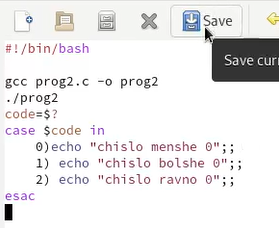 Save
#!/bin/bash
Save curr
gcc prog2.c -o prog2
./prog2
code=$?
case $code in
0)echo "chislo menshe 0";;
1) echo "chislo bolshe 0";;
2) echo "chislo ravno 0";;
esac